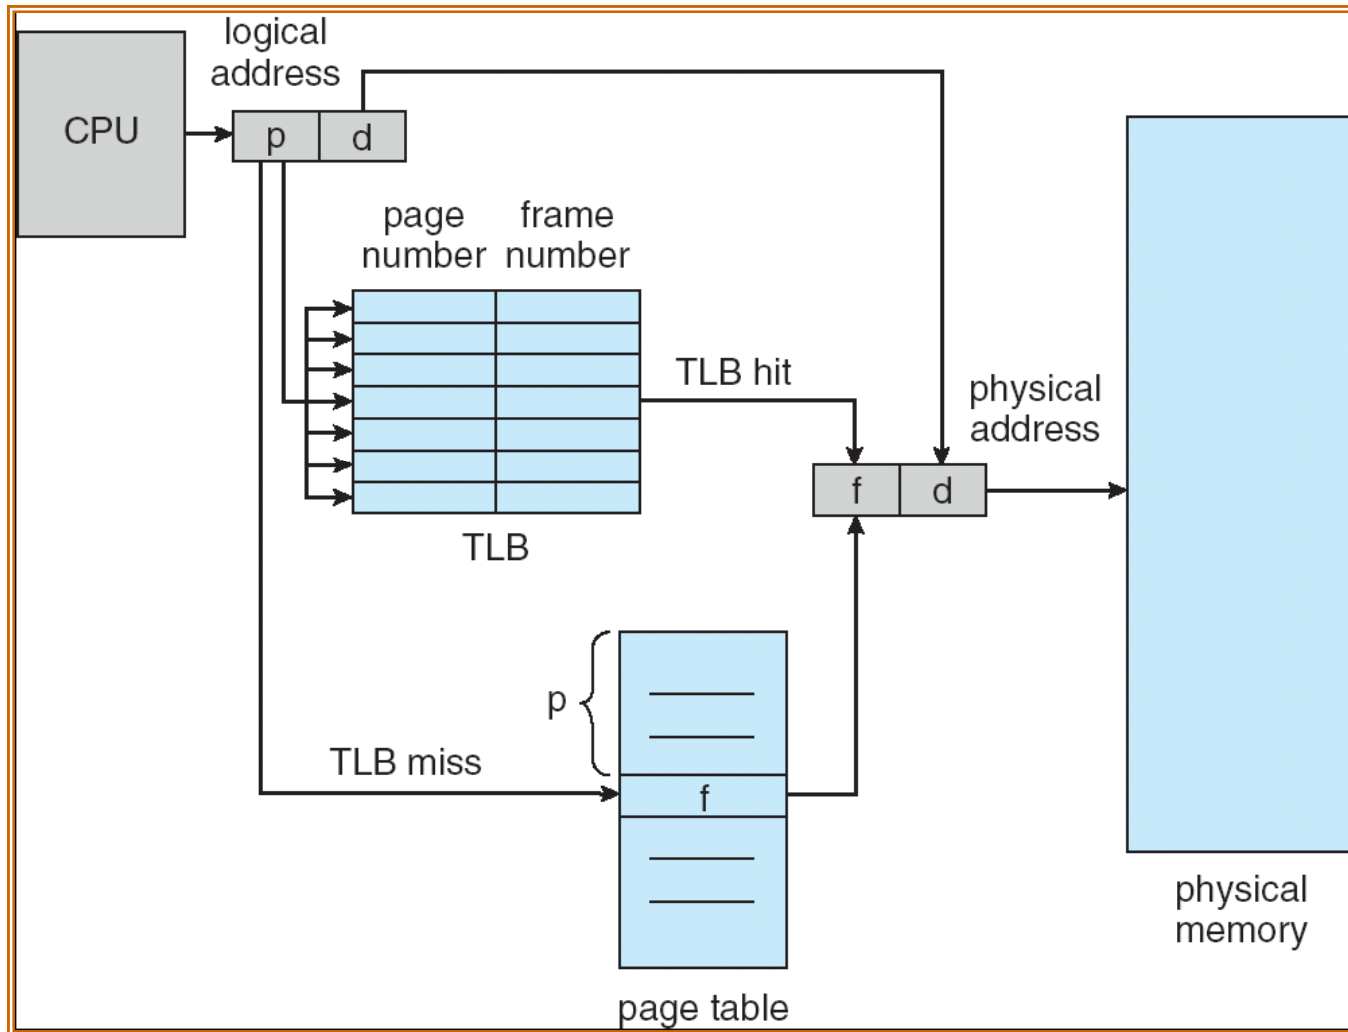 logical
address
CPU
p
d
page
number
frame
number
TLB hit
physical
address
f
d
TLB
p
TLB miss
f
physical
memory
page table